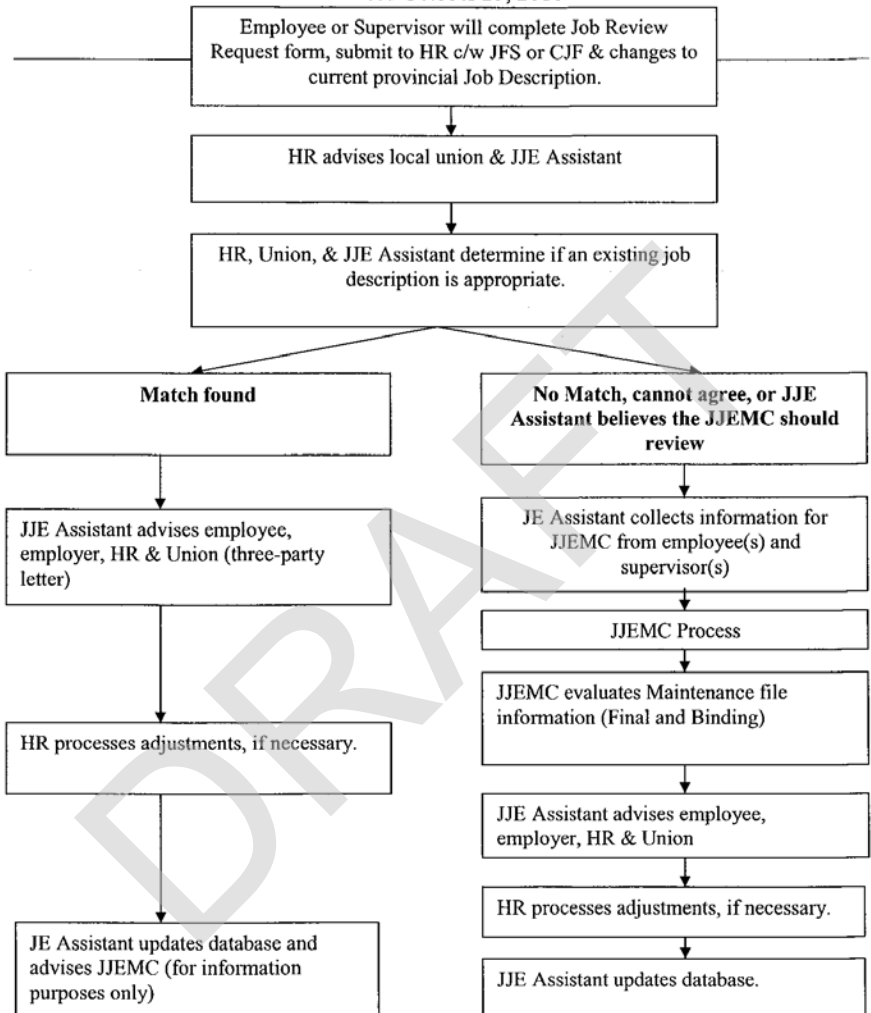 Employee or Supervisor will complete Job Review
Request form, submit to HR c/w JFS or CJF & changes to
current provincial Job Description.
HR advises local union & JJE Assistant
HR, Union, & JJE Assistant determine if an existing job
description is appropriate.
Match found
No Match, cannot agree, or JJE
Assistant believes the JJEMC should
review
JJE Assistant advises employee,
employer, HR & Union (three-party
letter)
JE Assistant collects information for
JJEMC from employee(s) and
supervisor(s)
JJEMC Process
JJEMC evaluates Maintenance file
information (Final and Binding)
HR processes adjustments, if necessary.
JJE Assistant advises employee,
employer, HR & Union
HR processes adjustments, if necessary.
JE Assistant updates database and
advises JJEMC (for information
purposes only)
JJE Assistant updates database.
DRAFT